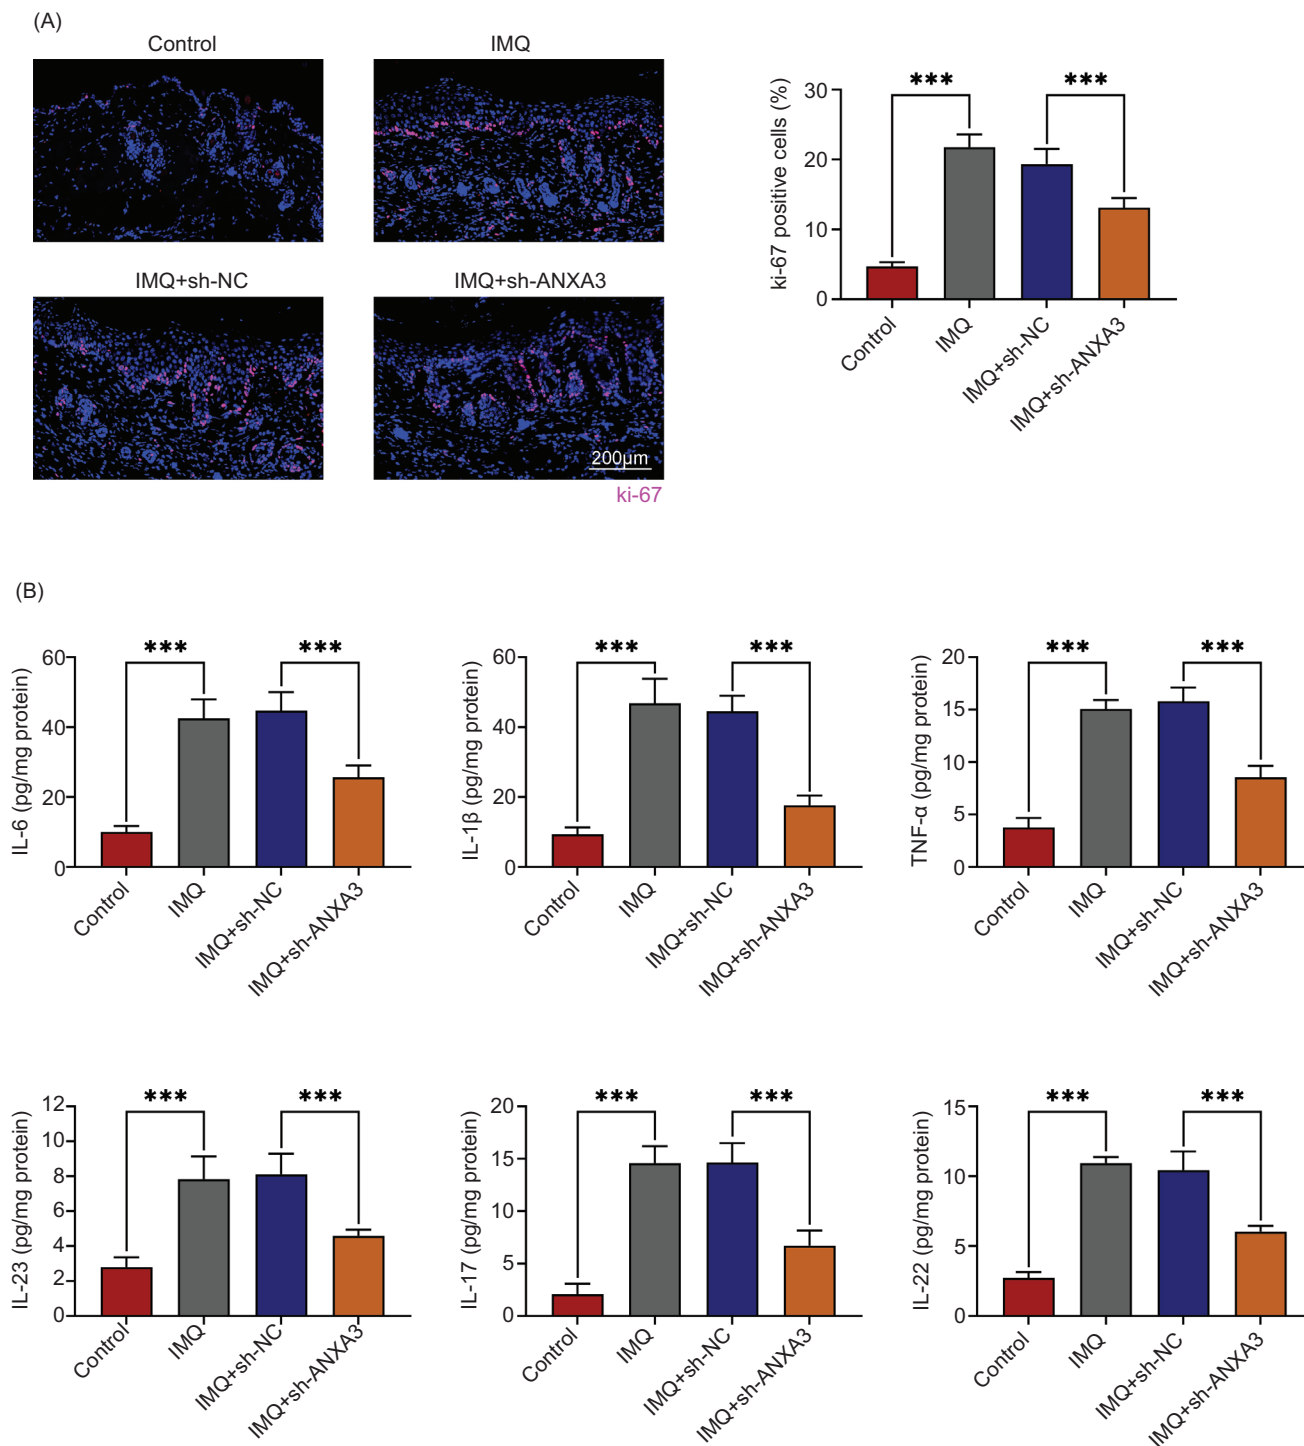 (A)
Control
IMQ
IMQ+sh-NC
IMQ+sh-ANXA3
200μm
ki-67
ki-67 positive cells (%)
30
20
10
0
***
***
Control
IMQ
IMQ+sh-NC
IMQ+sh-ANXA3
(B)
IL-6 (pg/mg protein)
60
40
20
0
***
***
Control
IMQ
IMQ+sh-NC
IMQ+sh-ANXA3
IL-1β (pg/mg protein)
60
40
20
0
***
***
Control
IMQ
IMQ+sh-NC
IMQ+sh-ANXA3
TNF-α (pg/mg protein)
20
15
10
5
0
***
***
Control
IMQ
IMQ+sh-NC
IMQ+sh-ANXA3
IL-23 (pg/mg protein)
12
10
8
6
4
2
0
***
***
Control
IMQ
IMQ+sh-NC
IMQ+sh-ANXA3
IL-17 (pg/mg protein)
20
15
10
5
0
***
***
Control
IMQ
IMQ+sh-NC
IMQ+sh-ANXA3
IL-22 (pg/mg protein)
15
10
5
0
***
***
Control
IMQ
IMQ+sh-NC
IMQ+sh-ANXA3